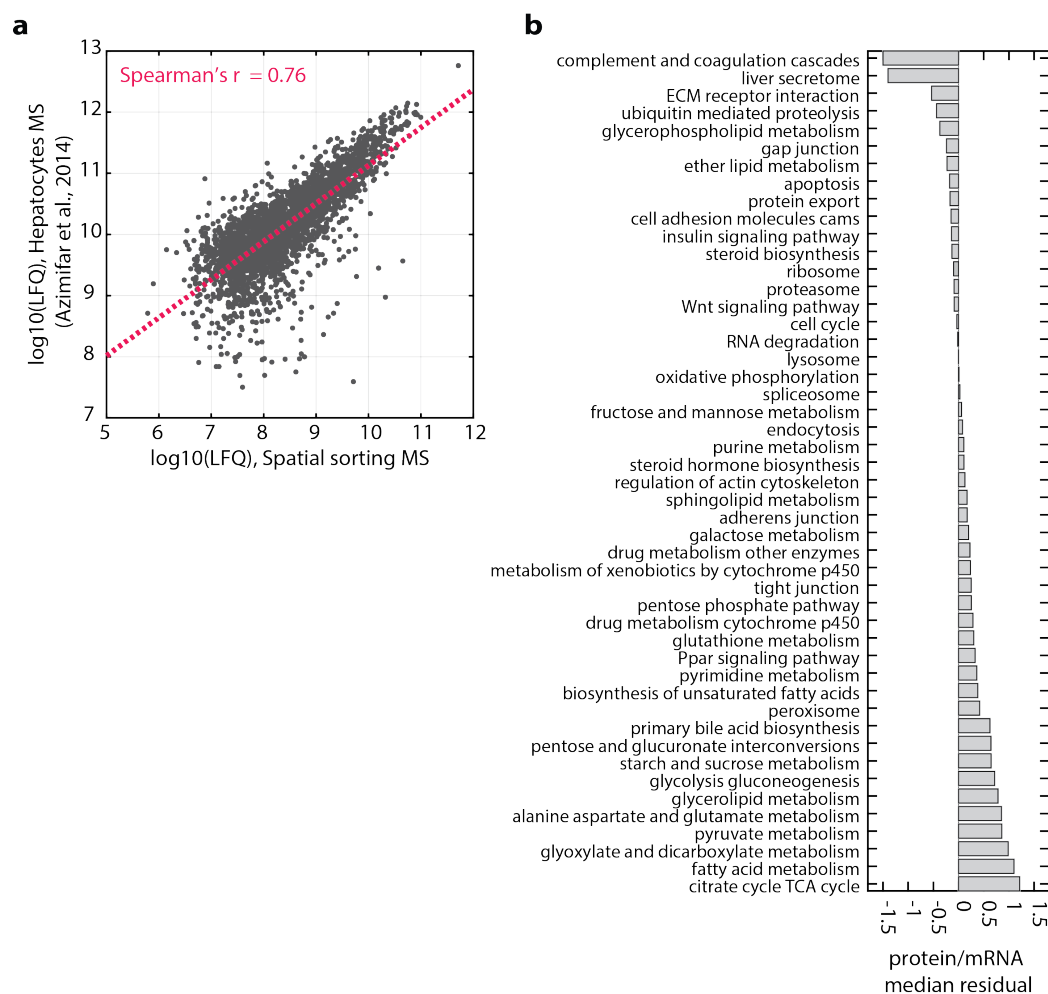 a
Spearman's r = 0.76
log10(LFQ), Hepatocytes MS
(Azimifar et al., 2014)
13
12
11
10
9
8
7
5 6 7 8 9 10 11 12
log10(LFQ), Spatial sorting MS
b
complement and coagulation cascades
liver secretome
ECM receptor interaction
ubiquitin mediated proteolysis
glycerophospholipid metabolism
gap junction
ether lipid metabolism
apoptosis
protein export
cell adhesion molecules cams
insulin signaling pathway
steroid biosynthesis
ribosome
proteasome
Wnt signaling pathway
cell cycle
RNA degradation
lysosome
oxidative phosphorylation
spliceosome
fructose and mannose metabolism
endocytosis
purine metabolism
steroid hormone biosynthesis
regulation of actin cytoskeleton
sphingolipid metabolism
adherens junction
galactose metabolism
drug metabolism other enzymes
metabolism of xenobiotics by cytochrome p450
tight junction
pentose phosphate pathway
drug metabolism cytochrome p450
glutathione metabolism
Ppar signaling pathway
pyrimidine metabolism
biosynthesis of unsaturated fatty acids
peroxisome
primary bile acid biosynthesis
pentose and glucuronate interconversions
starch and sucrose metabolism
glycolysis gluconeogenesis
glycerolipid metabolism
alanine aspartate and glutamate metabolism
pyruvate metabolism
glyoxylate and dicarboxylate metabolism
fatty acid metabolism
citrate cycle TCA cycle
-1.5 -1 -0.5 0 0.5 1 1.5
protein/mRNA
median residual